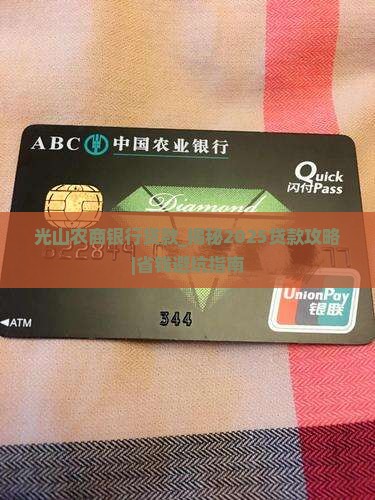 ABC 中国农业银行
Quick
闪付Pass
Diamond
光山农商银行贷款_揭秘2025贷款攻略
|省钱避坑指南
UnionPay
银联
ATM
344